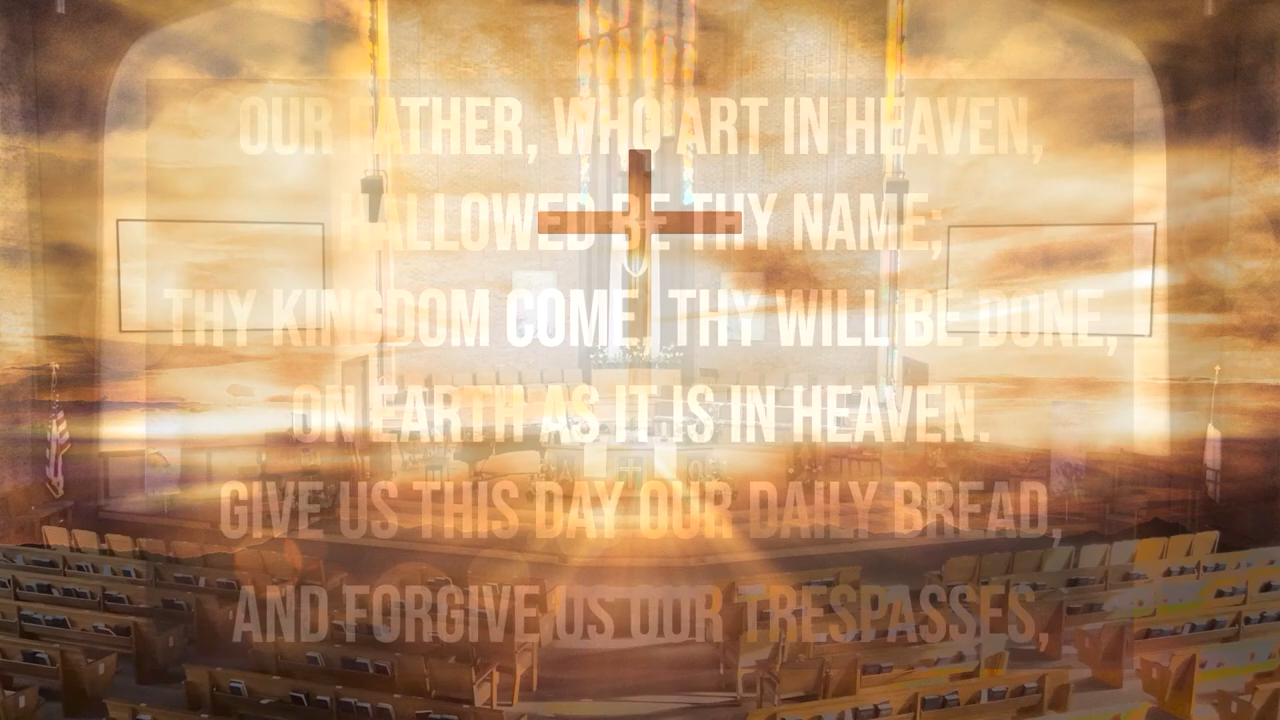 OUR FATHER, WHO ART IN HEAVEN,
HALLOWED BE THY NAME;
THY KINGDOM COME, THY WILL BE DONE,
ON EARTH AS IT IS IN HEAVEN.
GIVE US THIS DAY OUR DAILY BREAD,
AND FORGIVE US OUR TRESPASSES,